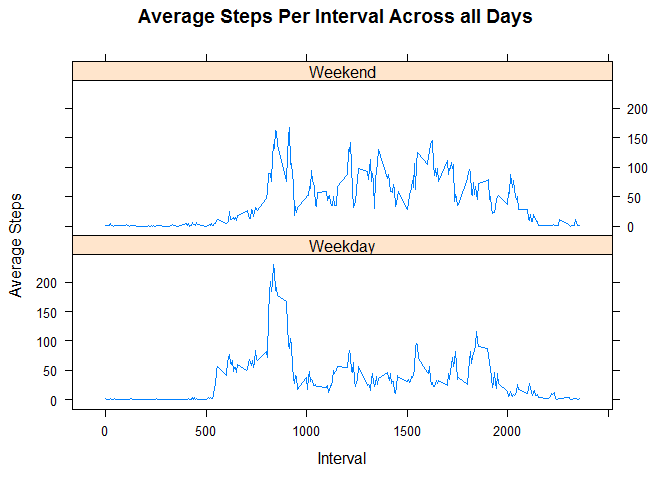 Average Steps Per Interval Across all Days
Weekend
200
150
100
50
0
Average Steps
Weekday
200
150
100
50
0
0 500 1000 1500 2000
Interval